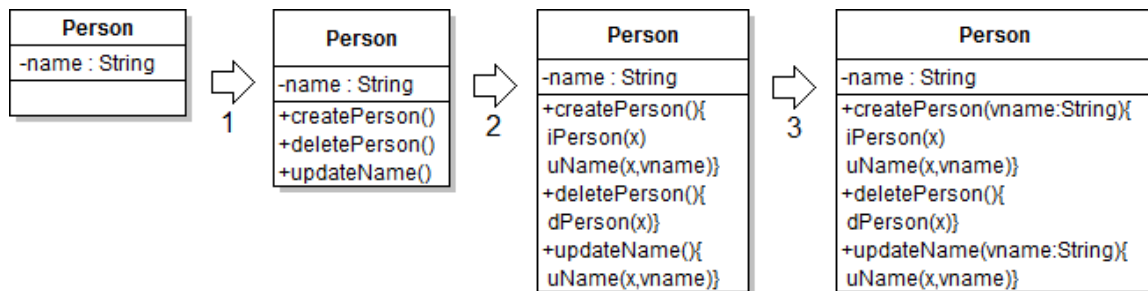 Person
-name : String
1
Person
-name : String
+createPerson()
+deletePerson()
+updateName()
2
Person
-name : String
+createPerson(){
iPerson(x)
uName(x,vname)}
+deletePerson(){
dPerson(x)}
+updateName(){
uName(x,vname)}
3
Person
-name : String
+createPerson(vname:String){
iPerson(x)
uName(x,vname)}
+deletePerson(){
dPerson(x)}
+updateName(vname:String){
uName(x,vname)}